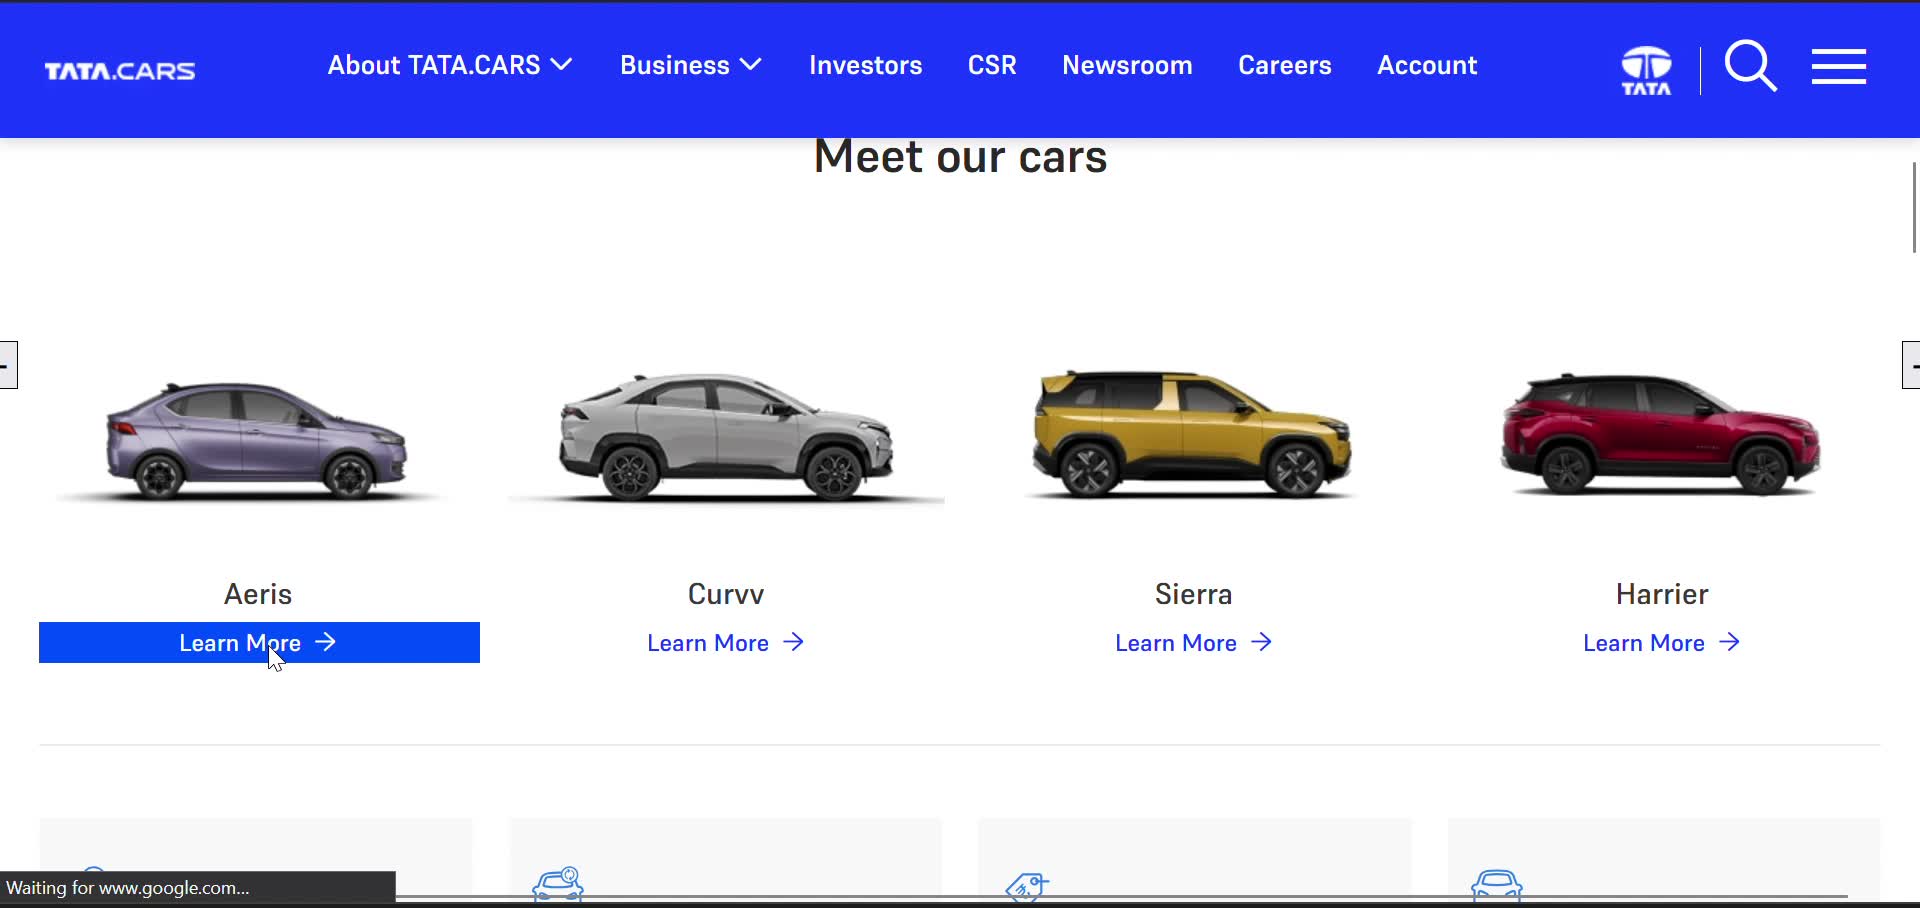 TATA.CARS
About TATA.CARS
Business
Investors
CSR
Newsroom
Careers
Account
TATA
Meet our cars
Aeris
Curvv
Sierra
Harrier
Learn More
Learn More
Learn More
Learn More
Waiting for www.google.com...